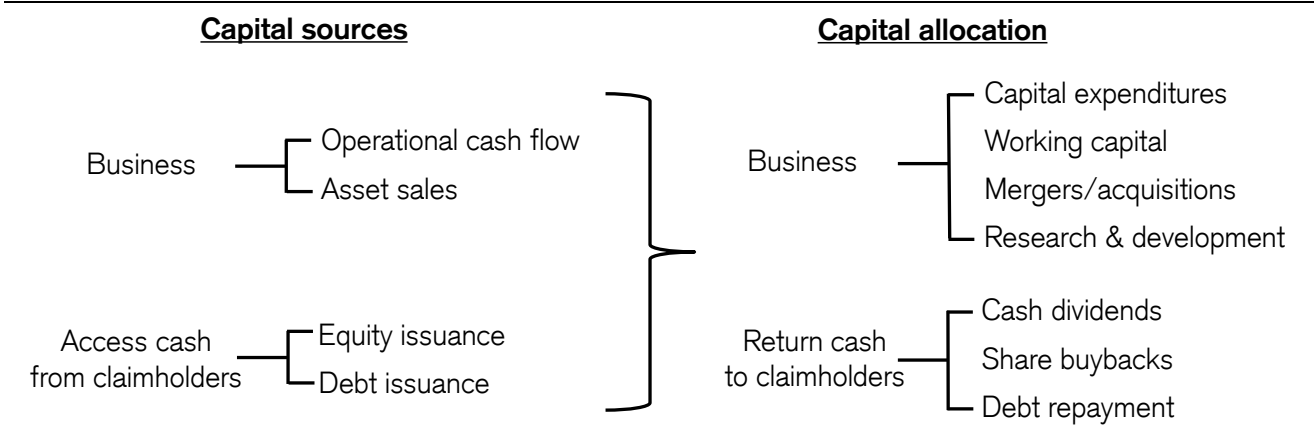 Capital sources
Business
Operational cash flow
Asset sales
Access cash
from claimholders
Equity issuance
Debt issuance
Capital allocation
Business
Capital expenditures
Working capital
Mergers/acquisitions
Research & development
Return cash
to claimholders
Cash dividends
Share buybacks
Debt repayment